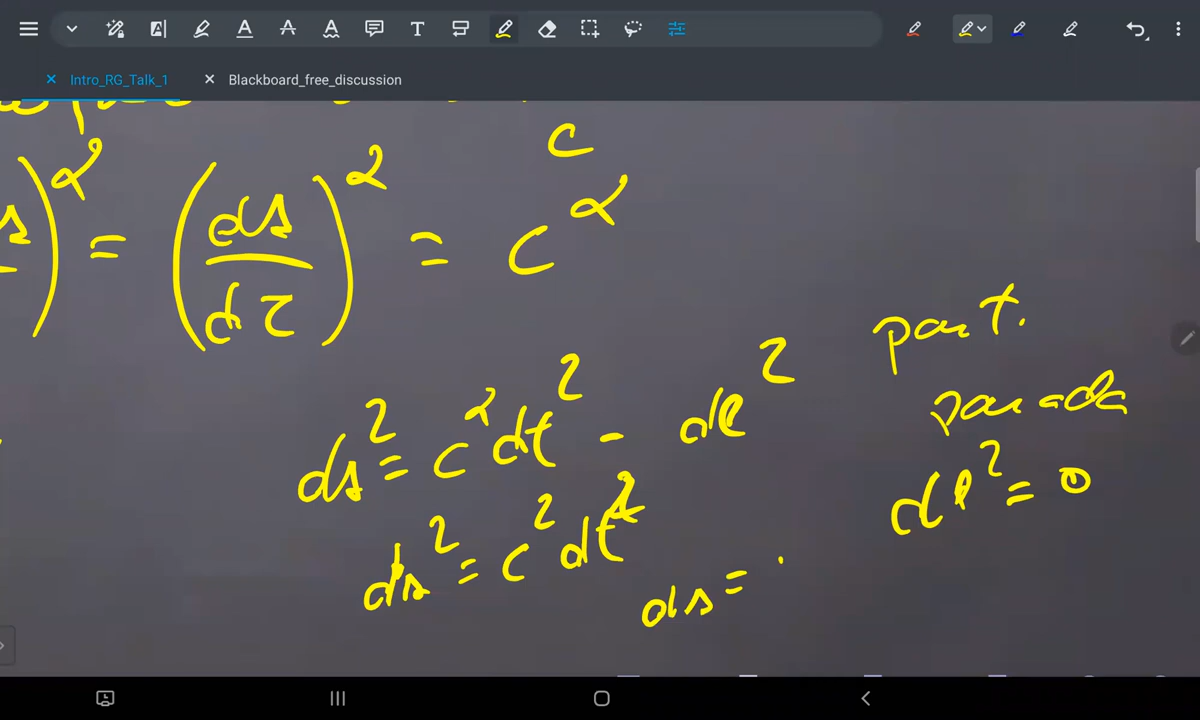 Intro_RG_Talk_1 Blackboard_free_discussion
c
s)² = (ds/dτ)² = c²
part.
parada
ds² = c²dt² - dl²
dl² = 0
ds² = c²dt²
ds =